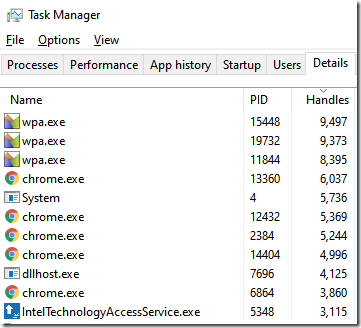 Task Manager
File Options View
Processes Performance App history Startup Users Details
Name PID Handles
wpa.exe 15448 9,497
wpa.exe 19732 9,373
wpa.exe 11844 8,395
chrome.exe 13360 6,037
System 4 5,736
chrome.exe 12432 5,369
chrome.exe 2384 5,244
chrome.exe 14404 4,996
dllhost.exe 7696 4,125
chrome.exe 6864 3,860
IntelTechnologyAccessService.exe 5348 3,115